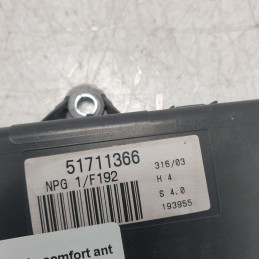 51711366
NPG 1/F192
316/03
H 4
S 4.0
193955
comfort ant